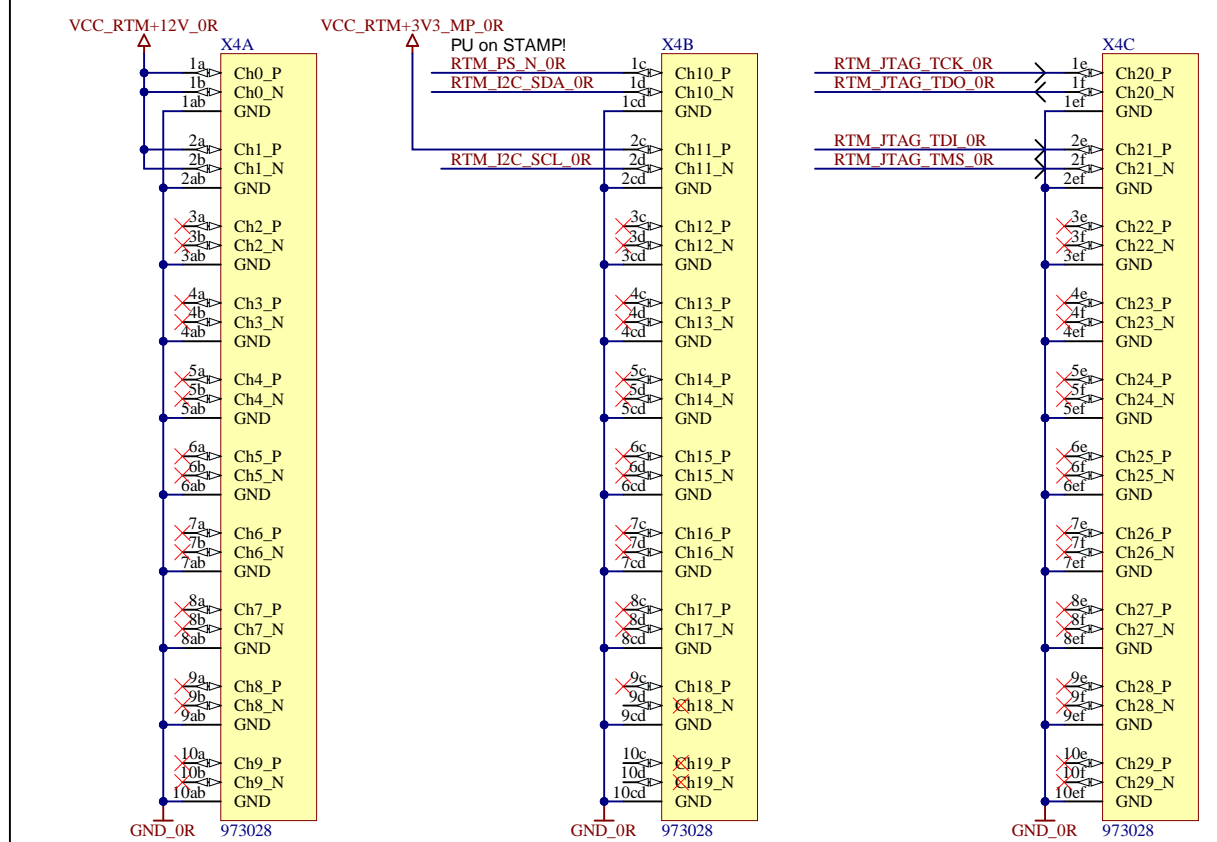 VCC_RTM+12V_0R
X4A
1a Ch0_P
1b Ch0_N
1ab GND
2a Ch1_P
2b Ch1_N
2ab GND
3a Ch2_P
3b Ch2_N
3ab GND
4a Ch3_P
4b Ch3_N
4ab GND
5a Ch4_P
5b Ch4_N
5ab GND
6a Ch5_P
6b Ch5_N
6ab GND
7a Ch6_P
7b Ch6_N
7ab GND
8a Ch7_P
8b Ch7_N
8ab GND
9a Ch8_P
9b Ch8_N
9ab GND
10a Ch9_P
10b Ch9_N
10ab GND
GND_0R 973028
VCC_RTM+3V3_MP_0R
PU on STAMP!
X4B
RTM_PS_N_0R 1c Ch10_P
RTM_I2C_SDA_0R 1d Ch10_N
1cd GND
2c Ch11_P
RTM_I2C_SCL_0R 2d Ch11_N
2cd GND
3c Ch12_P
3d Ch12_N
3cd GND
4c Ch13_P
4d Ch13_N
4cd GND
5c Ch14_P
5d Ch14_N
5cd GND
6c Ch15_P
6d Ch15_N
6cd GND
7c Ch16_P
7d Ch16_N
7cd GND
8c Ch17_P
8d Ch17_N
8cd GND
9c Ch18_P
9d Ch18_N
9cd GND
10c Ch19_P
10d Ch19_N
10cd GND
GND_0R 973028
X4C
RTM_JTAG_TCK_0R 1e Ch20_P
RTM_JTAG_TDO_0R 1f Ch20_N
1ef GND
RTM_JTAG_TDI_0R 2e Ch21_P
RTM_JTAG_TMS_0R 2f Ch21_N
2ef GND
3e Ch22_P
3f Ch22_N
3ef GND
4e Ch23_P
4f Ch23_N
4ef GND
5e Ch24_P
5f Ch24_N
5ef GND
6e Ch25_P
6f Ch25_N
6ef GND
7e Ch26_P
7f Ch26_N
7ef GND
8e Ch27_P
8f Ch27_N
8ef GND
9e Ch28_P
9f Ch28_N
9ef GND
10e Ch29_P
10f Ch29_N
10ef GND
GND_0R 973028